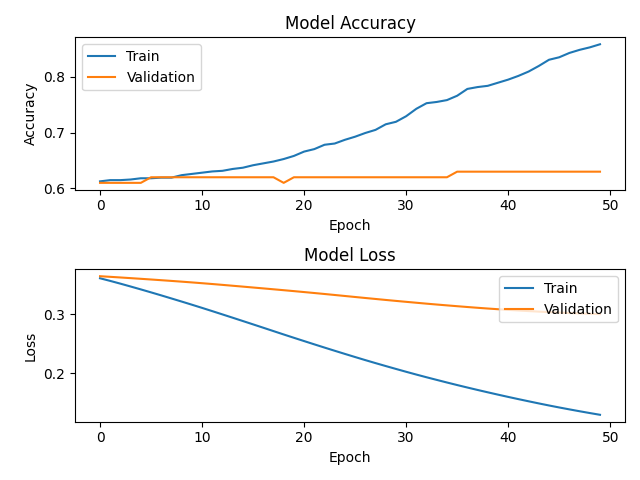 Model Accuracy
Train
Validation
0.8
0.7
0.6
Accuracy
0 10 20 30 40 50
Epoch
Model Loss
Train
Validation
0.3
0.2
Loss
0 10 20 30 40 50
Epoch